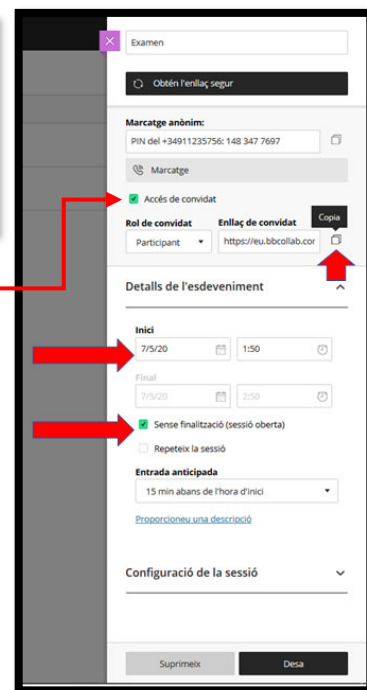 Examen
Obtén l'enllaç segur
Marcatge anònim:
PIN del +34911235756: 148 347 7697
Marcatge
Accés de convidat
Rol de convidat Enllaç de convidat Copia
Participant https://eu.bbcollab.cor
Detalls de l'esdeveniment
Inici
7/5/20 1:50
Final
7/5/20 2:50
Sense finalització (sessió oberta)
Repeteix la sessió
Entrada anticipada
15 min abans de l'hora d'inici
Proporcioneu una descripció
Configuració de la sessió
Suprimeix Desa